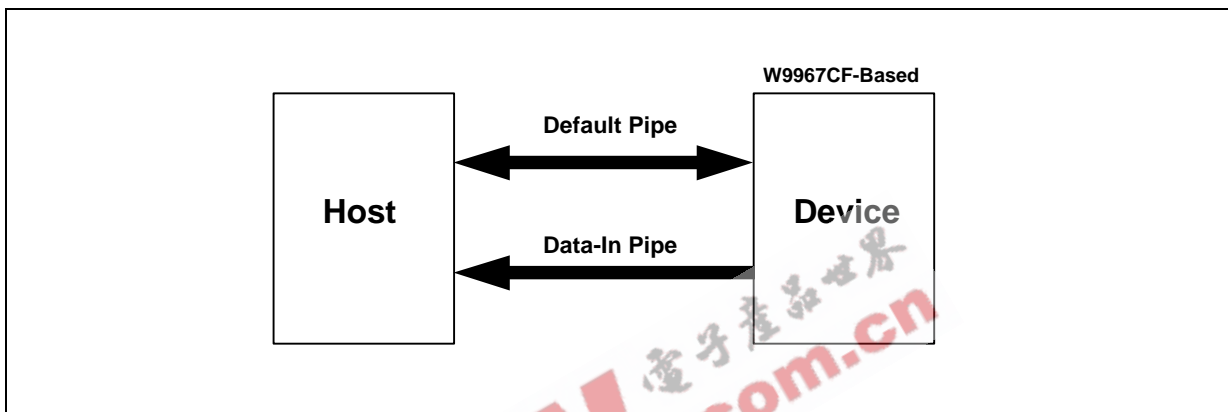 W9967CF-Based
Default Pipe
Host
Device
Data-In Pipe
電子產品世界
com.cn